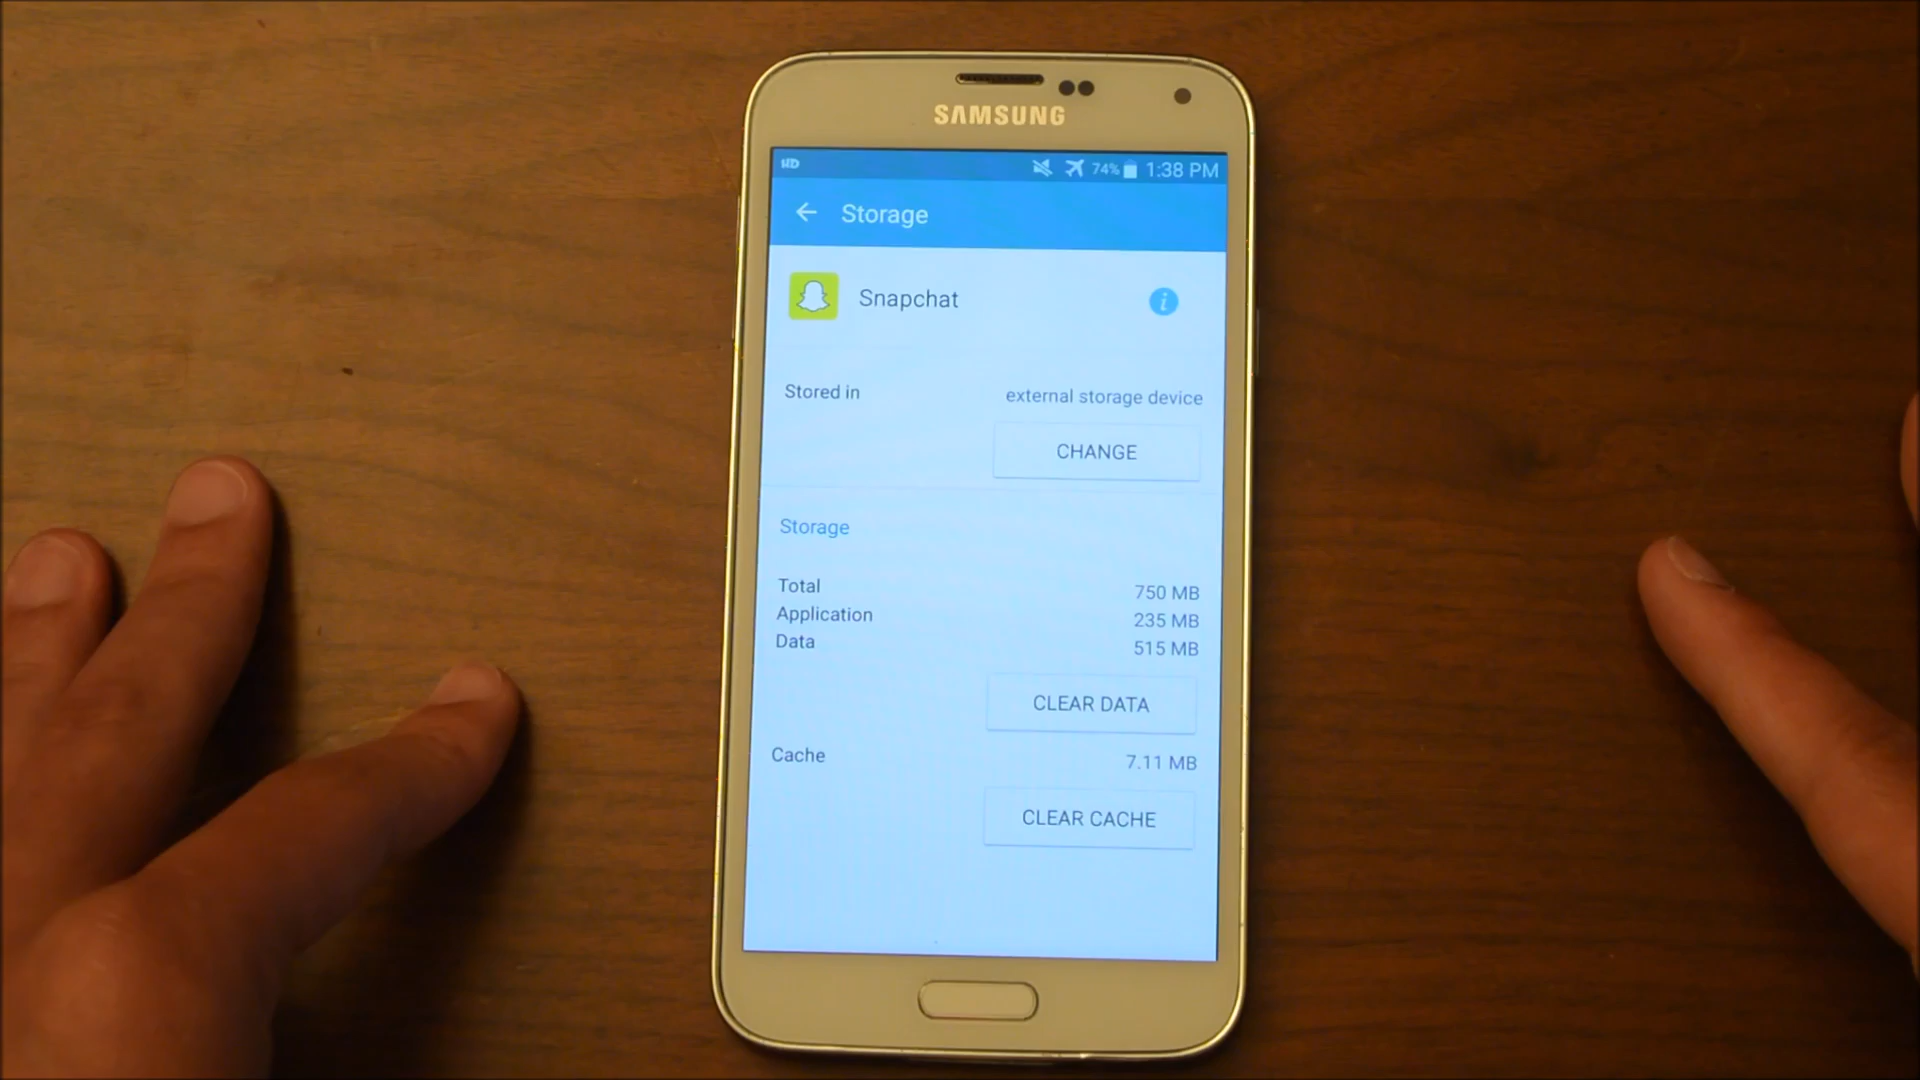 SAMSUNG
HD 74% 1:38 PM
Storage
Snapchat
Stored in external storage device
CHANGE
Storage
Total 750 MB
Application 235 MB
Data 515 MB
CLEAR DATA
Cache 7.11 MB
CLEAR CACHE